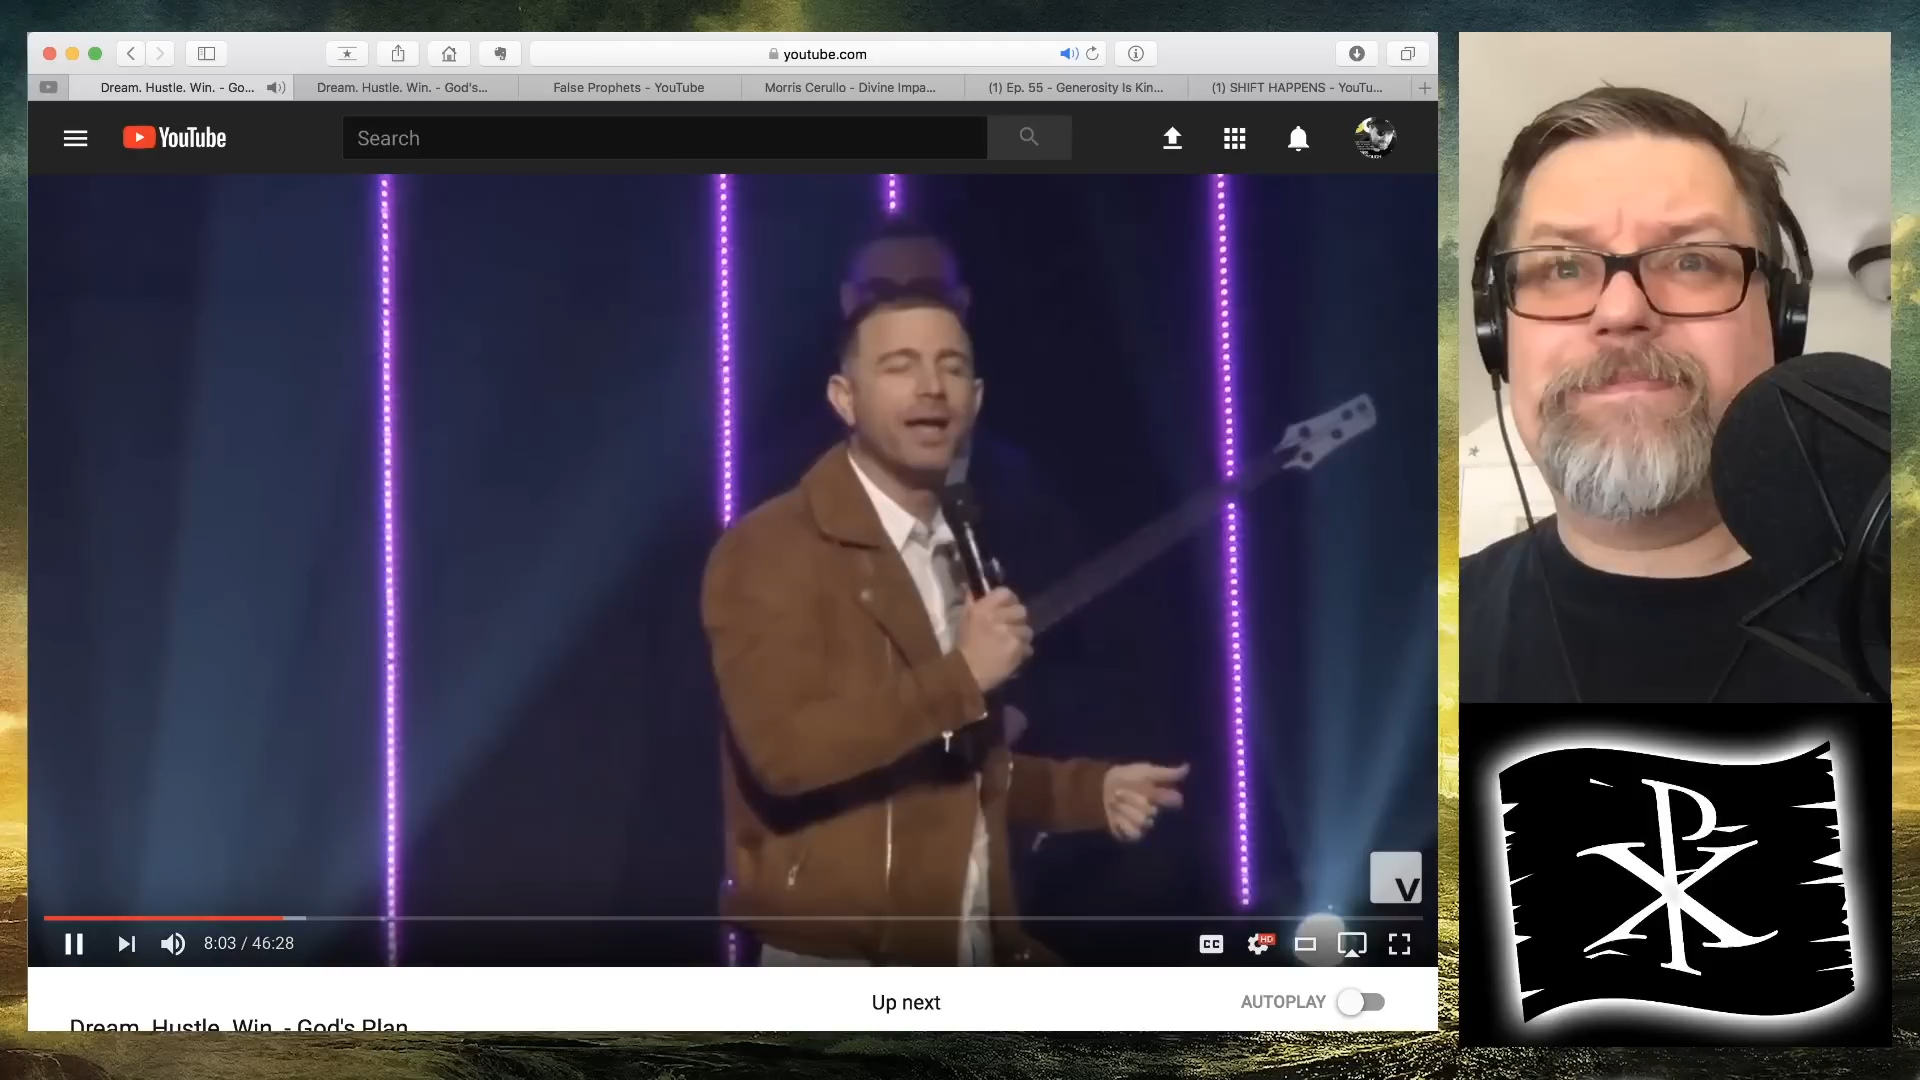 youtube.com
Dream. Hustle. Win. - Go...
Dream. Hustle. Win. - God's...
False Prophets - YouTube
Morris Cerullo - Divine Impa...
(1) Ep. 55 - Generosity Is Kin...
(1) SHIFT HAPPENS - YouTu...
YouTube
Search
V
8:03 / 46:28
CC
HD
Up next
AUTOPLAY
Dream. Hustle. Win. - God's Plan